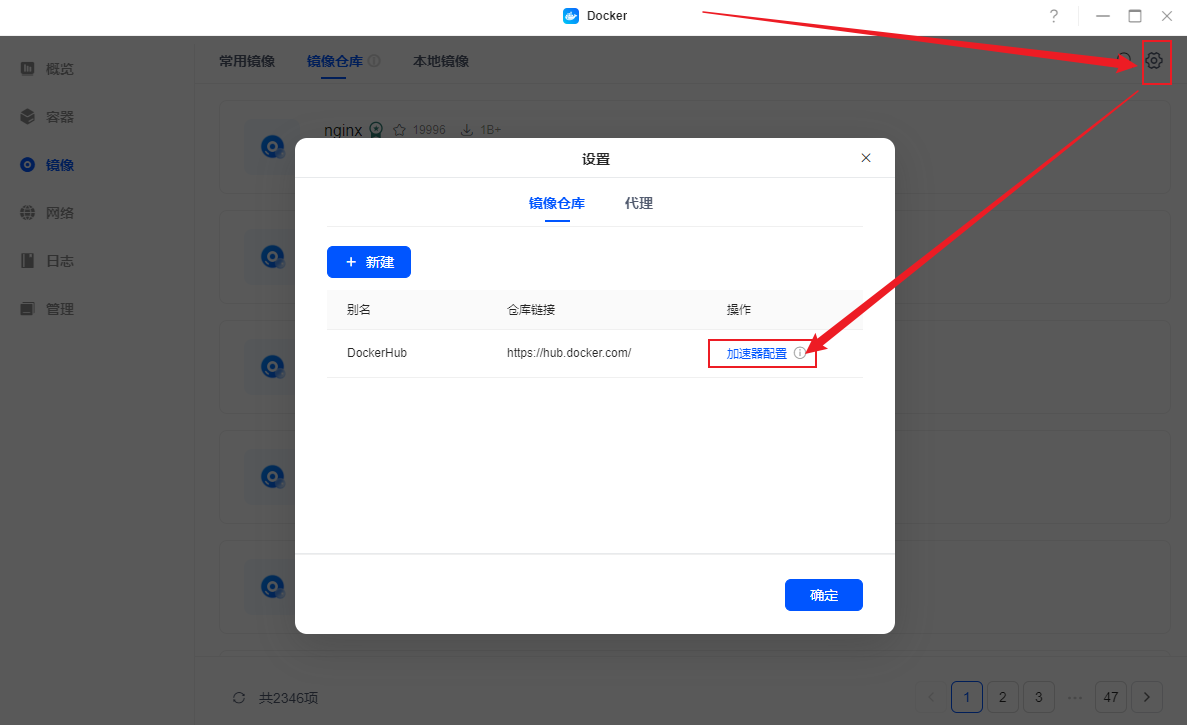 Docker
常用镜像 镜像仓库 本地镜像
概览
容器
镜像
网络
日志
管理
nginx 19996 1B+
设置
镜像仓库 代理
+ 新建
别名 仓库链接 操作
DockerHub https://hub.docker.com/ 加速器配置
确定
共2346项
1 2 3 ··· 47